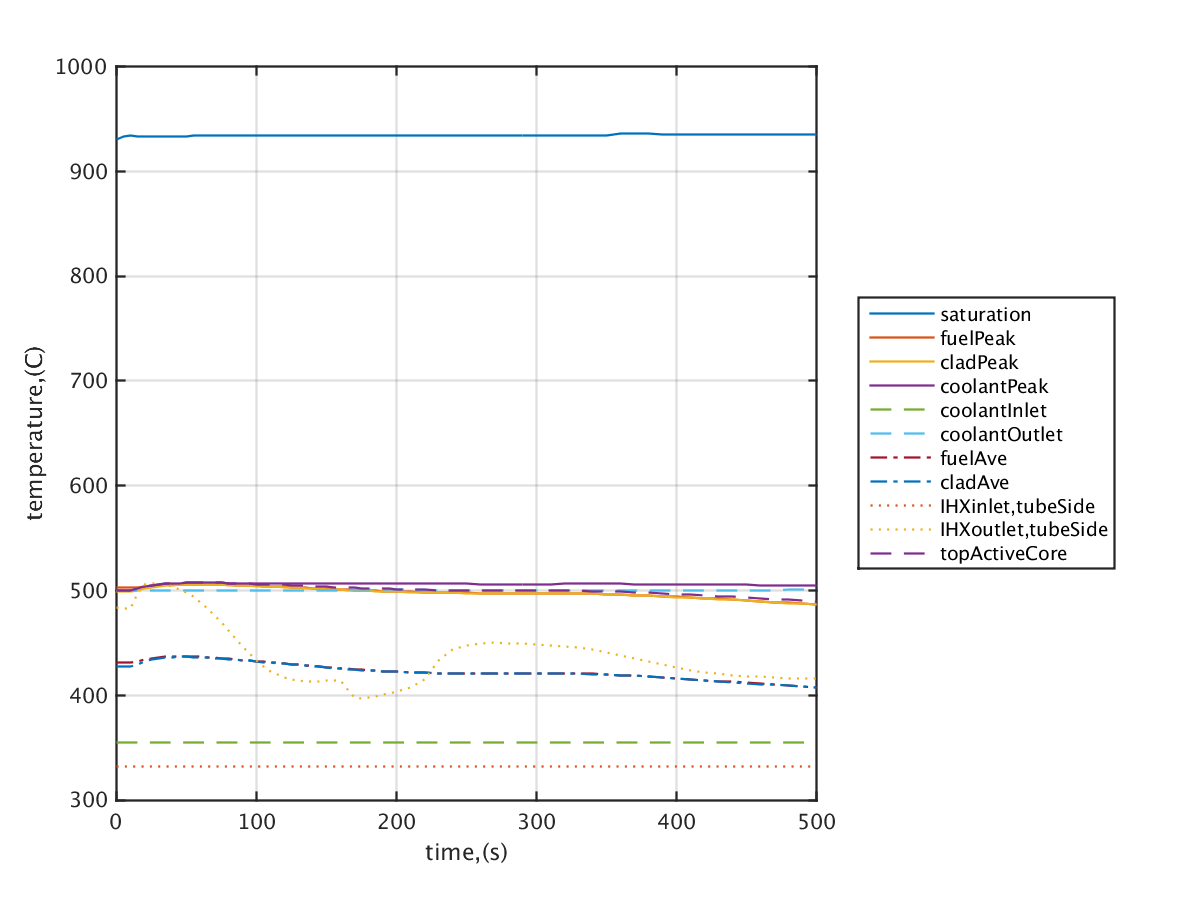 1000
900
800
700
600
500
400
300
temperature,(C)
0 100 200 300 400 500
time,(s)
saturation
fuelPeak
cladPeak
coolantPeak
coolantInlet
coolantOutlet
fuelAve
cladAve
IHXinlet,tubeSide
IHXoutlet,tubeSide
topActiveCore